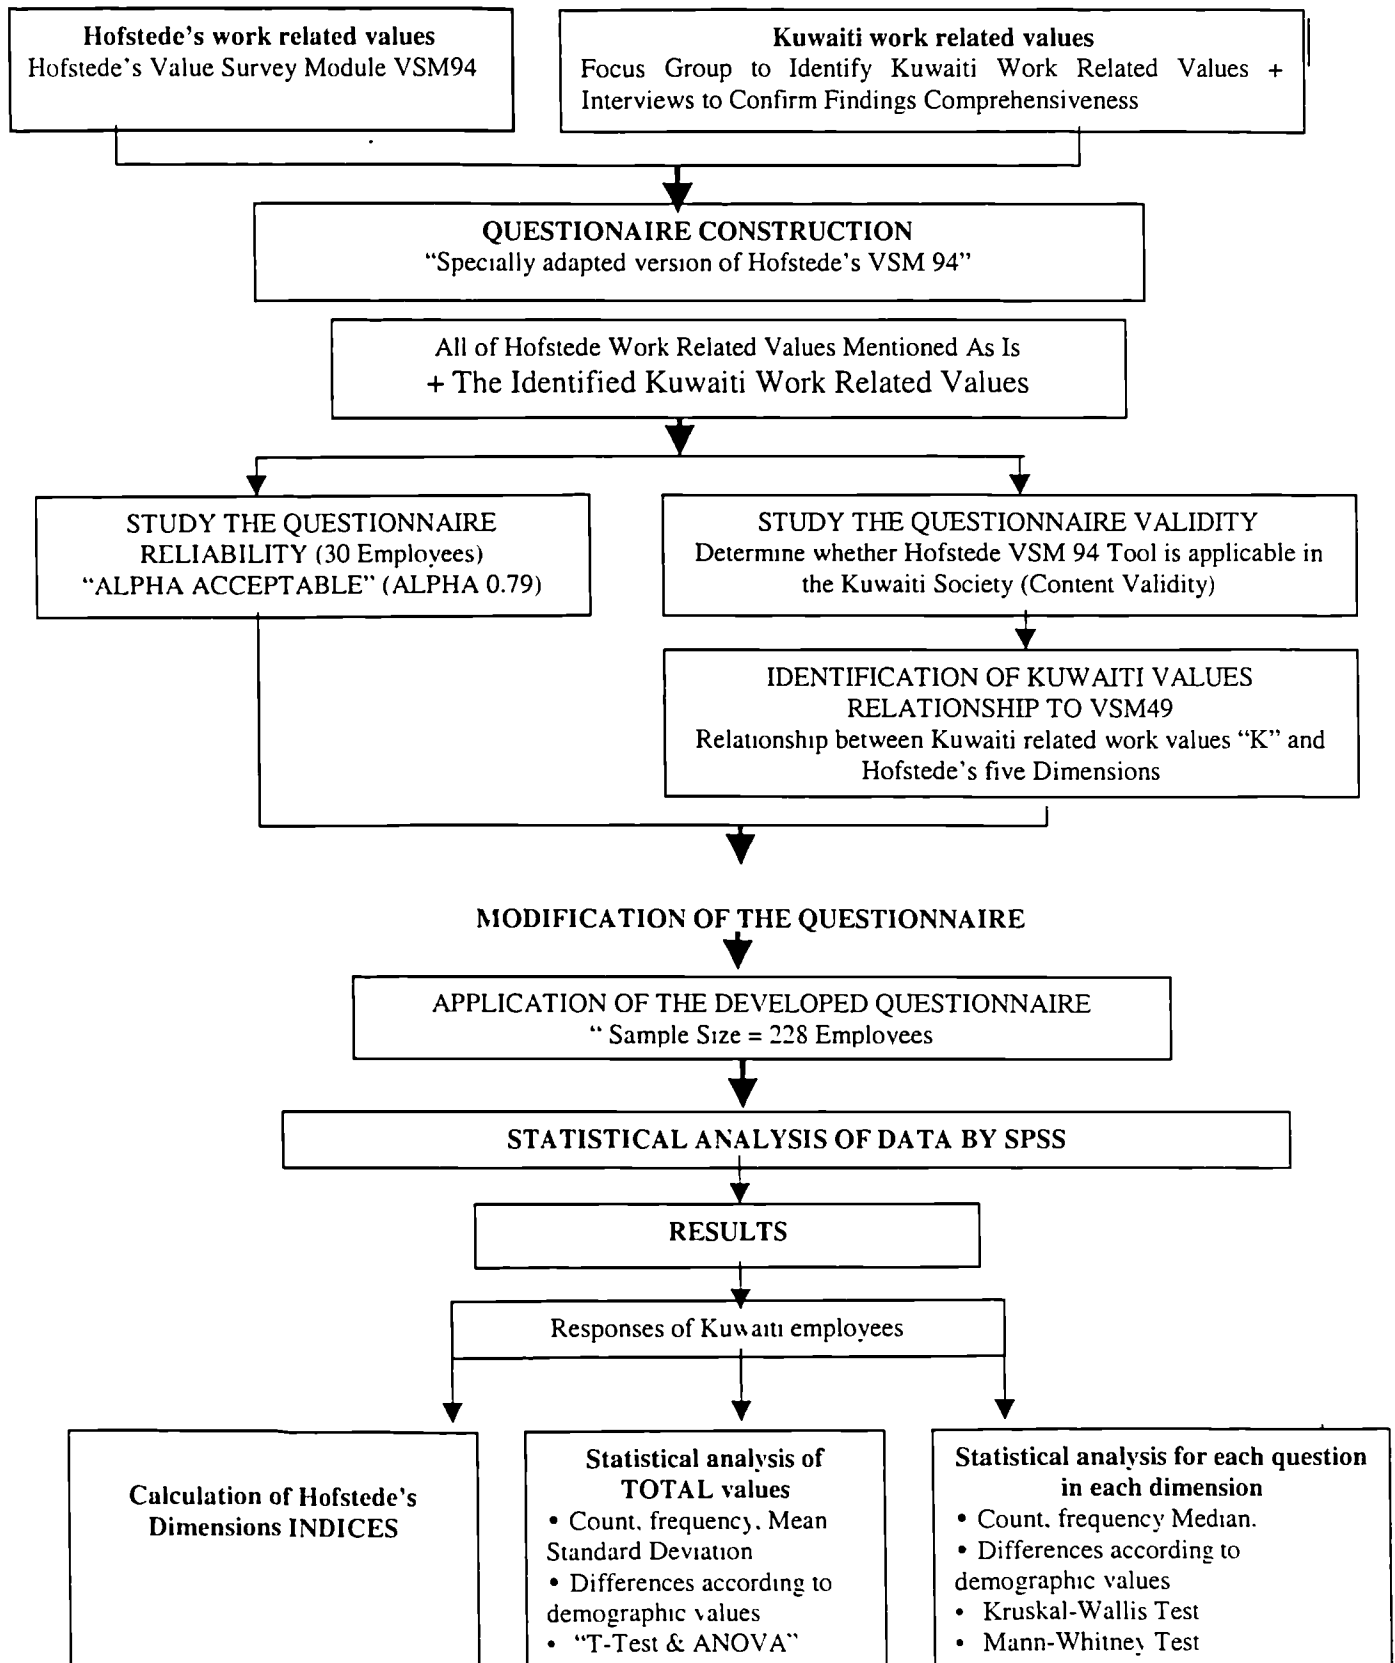 Hofstede's work related values
Hofstede's Value Survey Module VSM94
Kuwaiti work related values
Focus Group to Identify Kuwaiti Work Related Values +
Interviews to Confirm Findings Comprehensiveness
QUESTIONAIRE CONSTRUCTION
“Specially adapted version of Hofstede's VSM 94”
All of Hofstede Work Related Values Mentioned As Is
+ The Identified Kuwaiti Work Related Values
STUDY THE QUESTIONNAIRE
RELIABILITY (30 Employees)
“ALPHA ACCEPTABLE” (ALPHA 0.79)
STUDY THE QUESTIONNAIRE VALIDITY
Determine whether Hofstede VSM 94 Tool is applicable in
the Kuwaiti Society (Content Validity)
IDENTIFICATION OF KUWAITI VALUES
RELATIONSHIP TO VSM49
Relationship between Kuwaiti related work values “K” and
Hofstede's five Dimensions
MODIFICATION OF THE QUESTIONNAIRE
APPLICATION OF THE DEVELOPED QUESTIONNAIRE
“ Sample Size = 228 Employees
STATISTICAL ANALYSIS OF DATA BY SPSS
RESULTS
Responses of Kuwaiti employees
Calculation of Hofstede's
Dimensions INDICES
Statistical analysis of
TOTAL values
• Count, frequency, Mean
Standard Deviation
• Differences according to
demographic values
• “T-Test & ANOVA”
Statistical analysis for each question
in each dimension
• Count, frequency Median.
• Differences according to
demographic values
• Kruskal-Wallis Test
• Mann-Whitney Test